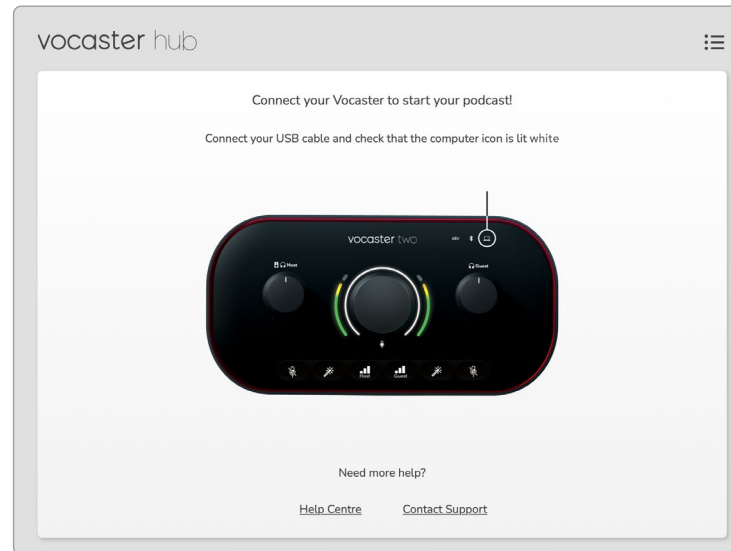 vocaster hub
Connect your Vocaster to start your podcast!
Connect your USB cable and check that the computer icon is lit white
vocaster two
48V
Host
Guest
Host
Guest
Need more help?
Help Centre Contact Support